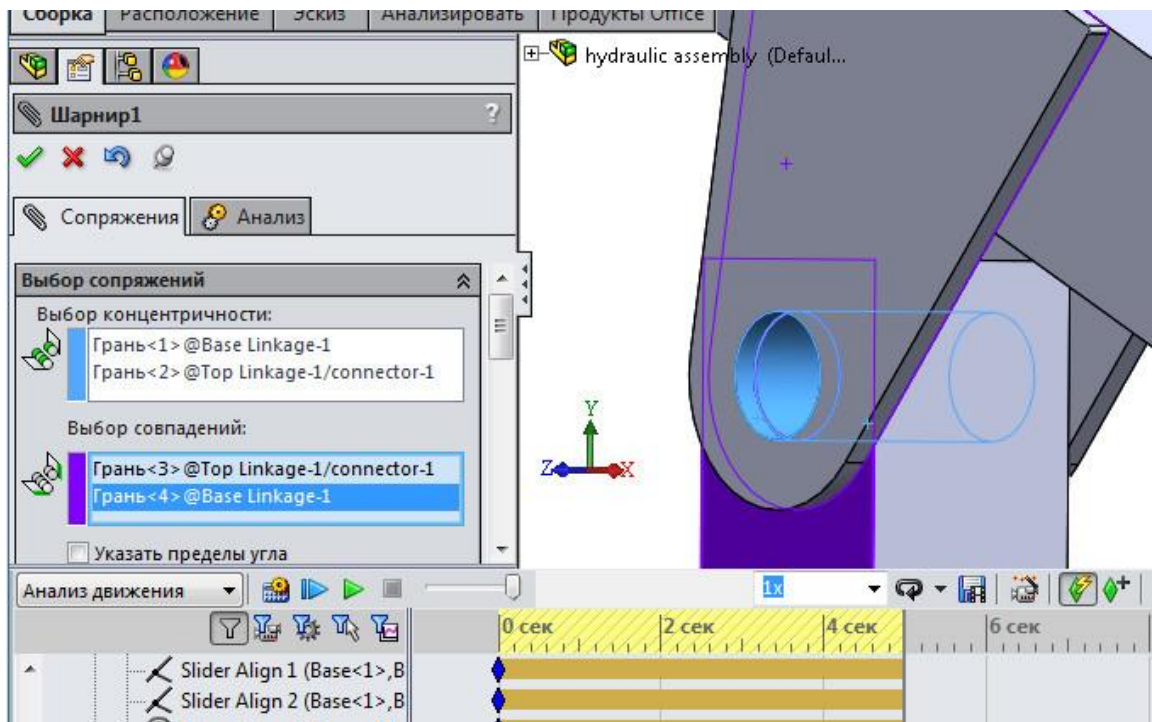 Сборка Расположение Эскиз Анализировать Продукты Office
hydraulic assembly (Defaul...
Шарнир1 ?
Сопряжения Анализ
Выбор сопряжений
Выбор концентричности:
Грань<1>@Base Linkage-1
Грань<2>@Top Linkage-1/connector-1
Выбор совпадений:
Грань<3>@Top Linkage-1/connector-1
Грань<4>@Base Linkage-1
Указать пределы угла
Y
Z X
Анализ движения 1x
0 сек 2 сек 4 сек 6 сек
Slider Align 1 (Base<1>,B
Slider Align 2 (Base<1>,B